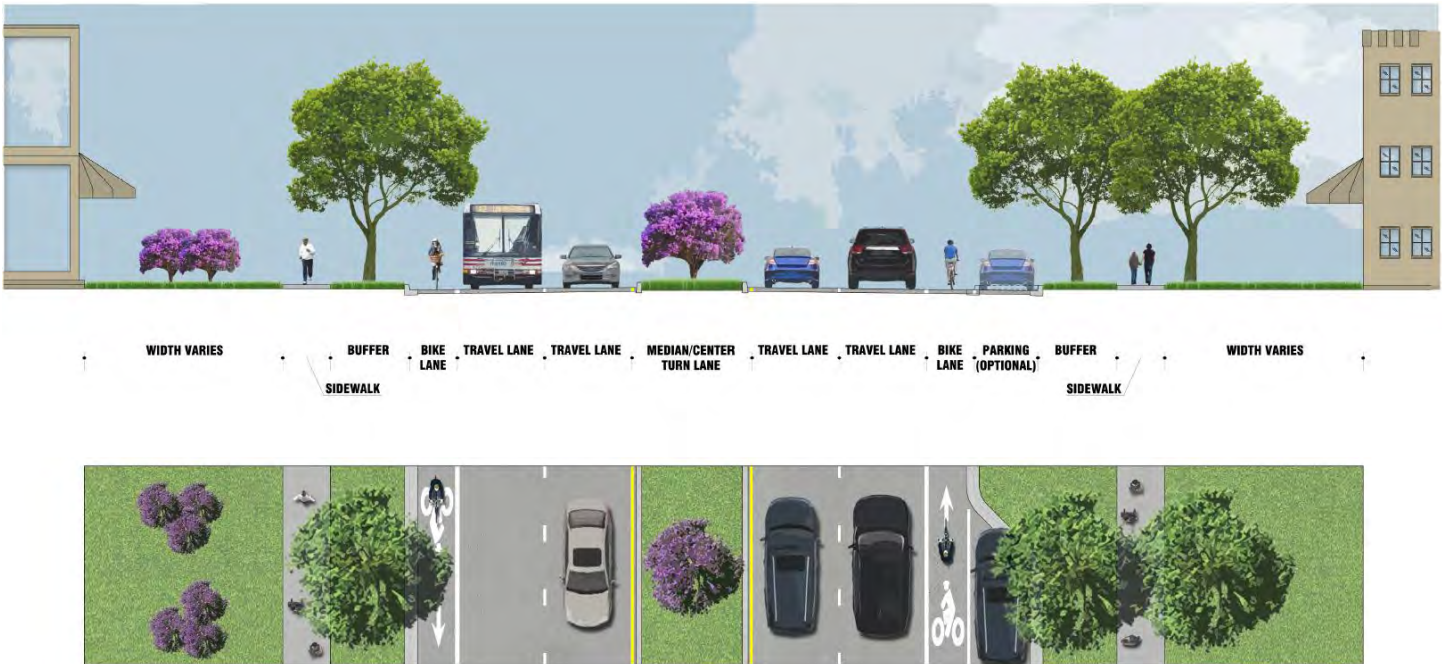 WIDTH VARIES
BUFFER
BIKE
LANE
TRAVEL LANE
TRAVEL LANE
MEDIAN/CENTER
TURN LANE
TRAVEL LANE
TRAVEL LANE
BIKE
LANE
PARKING
(OPTIONAL)
BUFFER
WIDTH VARIES
SIDEWALK
SIDEWALK